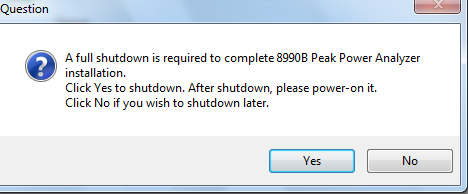 Question
A full shutdown is required to complete 8990B Peak Power Analyzer
installation.
Click Yes to shutdown. After shutdown, please power-on it.
Click No if you wish to shutdown later.
Yes
No